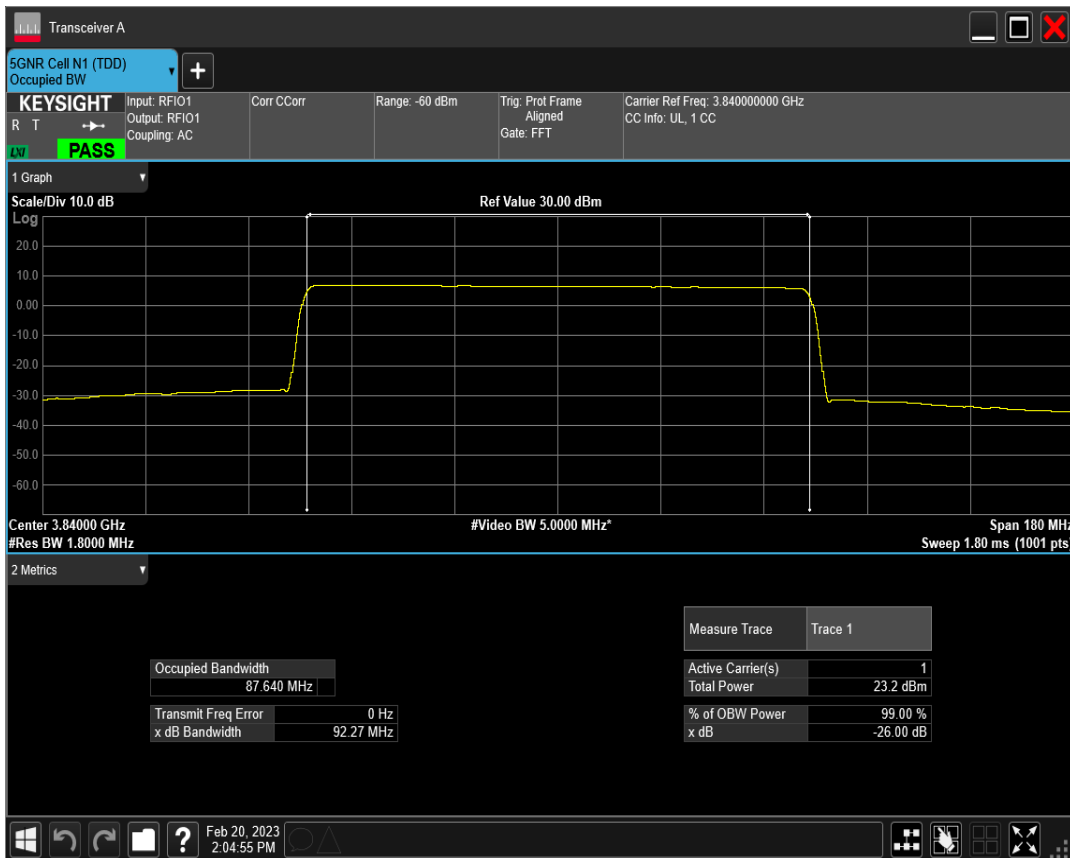 Transceiver A
5GNR Cell N1 (TDD)
Occupied BW
KEYSIGHT
R T
LXI
PASS
Input: RFIO1
Output: RFIO1
Coupling: AC
Corr CCorr
Range: -60 dBm
Trig: Prot Frame
Aligned
Gate: FFT
Carrier Ref Freq: 3.840000000 GHz
CC Info: UL, 1 CC
1 Graph
Scale/Div 10.0 dB
Ref Value 30.00 dBm
Log
20.0
10.0
0.00
-10.0
-20.0
-30.0
-40.0
-50.0
-60.0
Center 3.84000 GHz
#Video BW 5.0000 MHz*
Span 180 MHz
#Res BW 1.8000 MHz
Sweep 1.80 ms (1001 pts)
2 Metrics
Measure Trace Trace 1
Occupied Bandwidth
87.640 MHz
Active Carrier(s) 1
Total Power 23.2 dBm
Transmit Freq Error 0 Hz
x dB Bandwidth 92.27 MHz
% of OBW Power 99.00 %
x dB -26.00 dB
?
Feb 20, 2023
2:04:55 PM